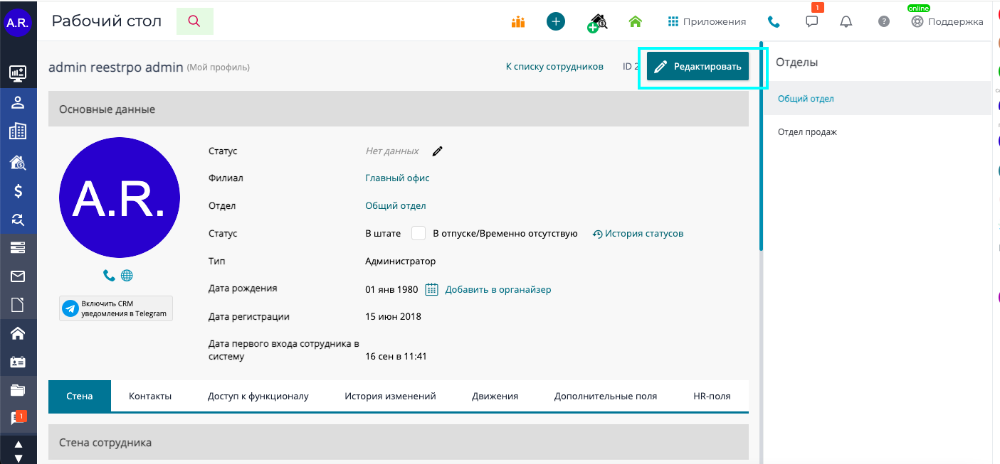 A.R.
Рабочий стол
1
online
Приложения
?
Поддержка
admin reestrpo admin (Мой профиль)
К списку сотрудников
ID 2
Редактировать
Отделы
Основные данные
Общий отдел
Отдел продаж
A.R.
Статус Нет данных
Филиал Главный офис
Отдел Общий отдел
Статус В штате В отпуске/Временно отсутствую История статусов
Тип Администратор
Дата рождения 01 янв 1980 Добавить в органайзер
Включить CRM
уведомления в Telegram
Дата регистрации 15 июн 2018
Дата первого входа сотрудника в
систему 16 сен в 11:41
Стена Контакты Доступ к функционалу История изменений Движения Дополнительные поля HR-поля
1
Стена сотрудника